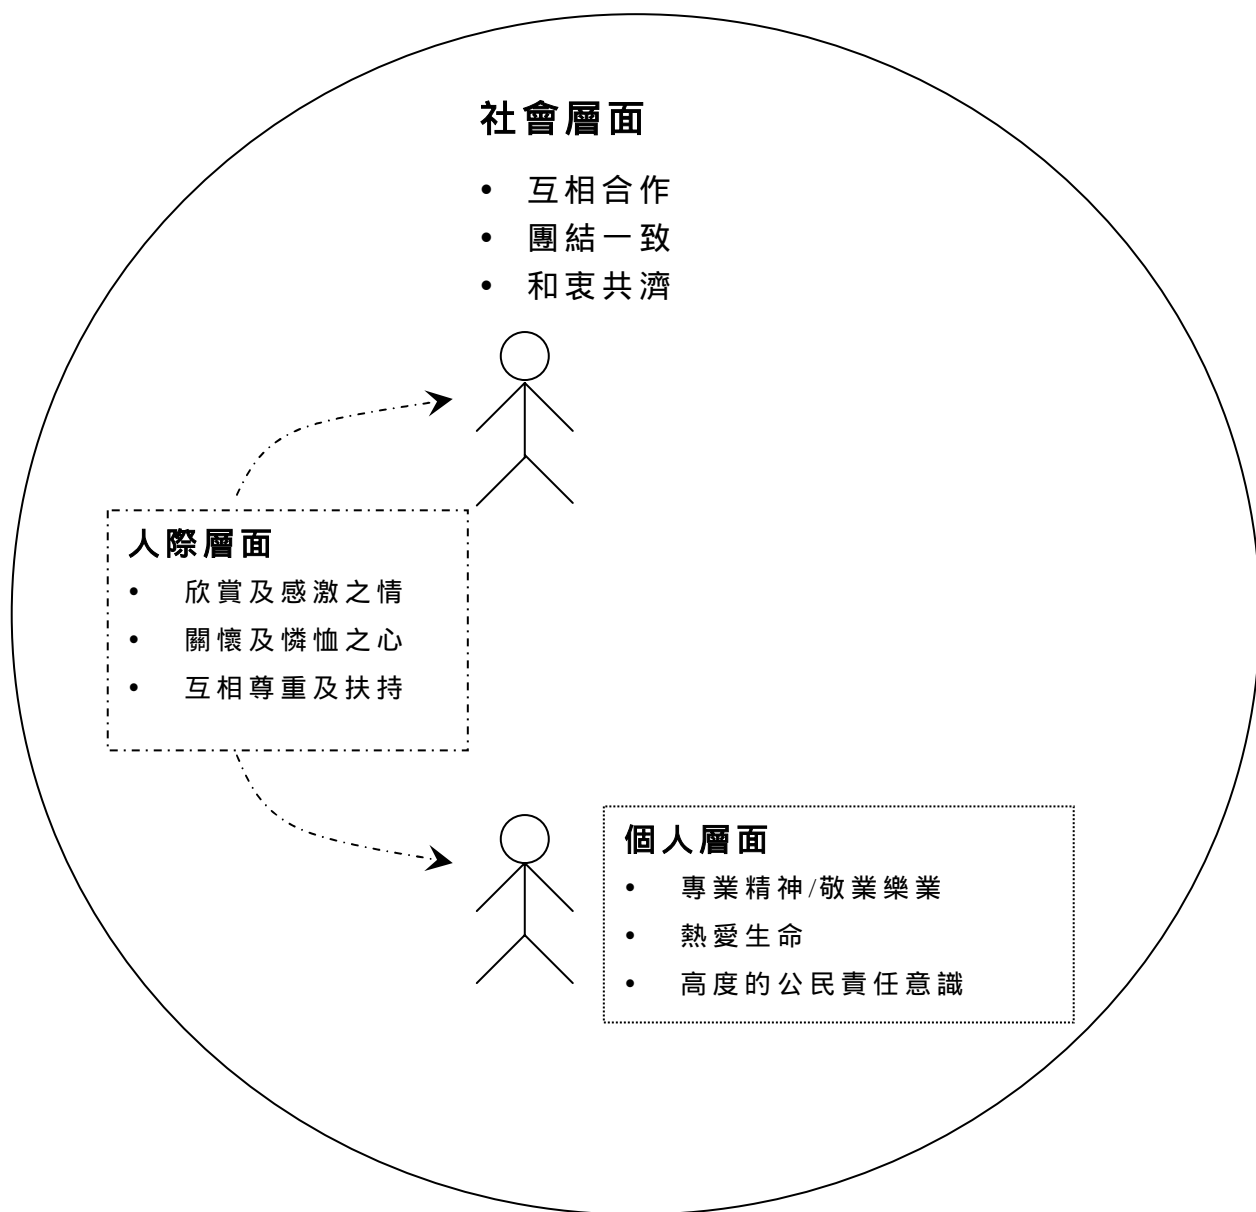 社會層面
• 互相合作
• 團結一致
• 和衷共濟
人際層面
• 欣賞及感激之情
• 關懷及憐恤之心
• 互相尊重及扶持
個人層面
• 專業精神/敬業樂業
• 熱愛生命
• 高度的公民責任意識